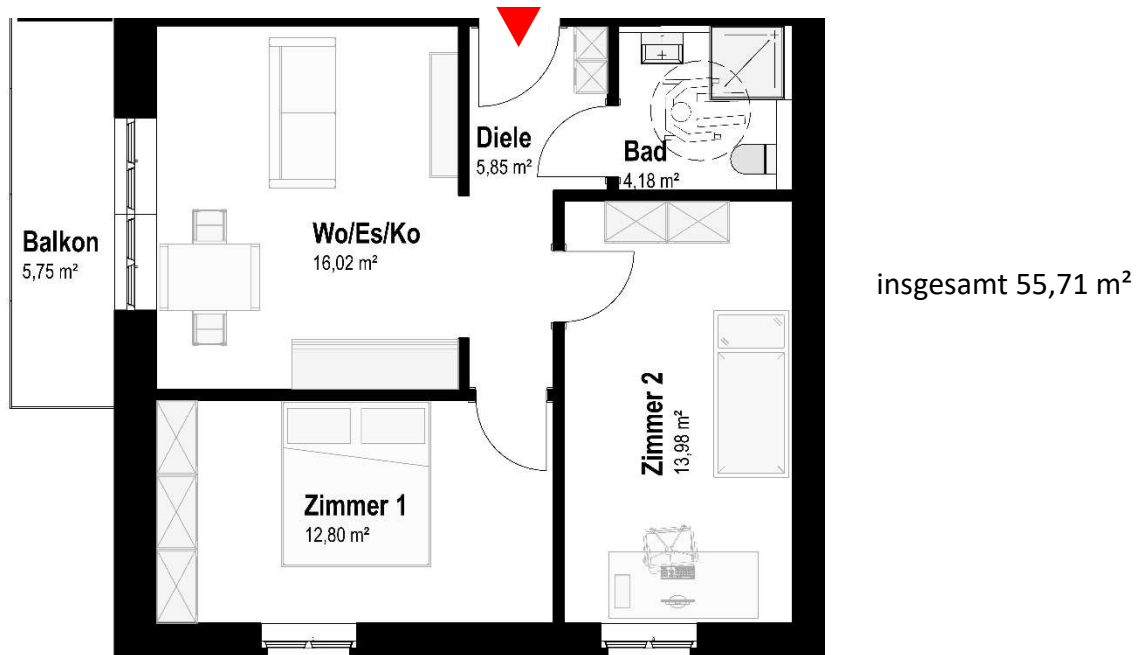 Diele
5,85 m²
Bad
4,18 m²
Balkon
5,75 m²
Wo/Es/Ko
16,02 m²
insgesamt 55,71 m²
Zimmer 2
13,98 m²
Zimmer 1
12,80 m²